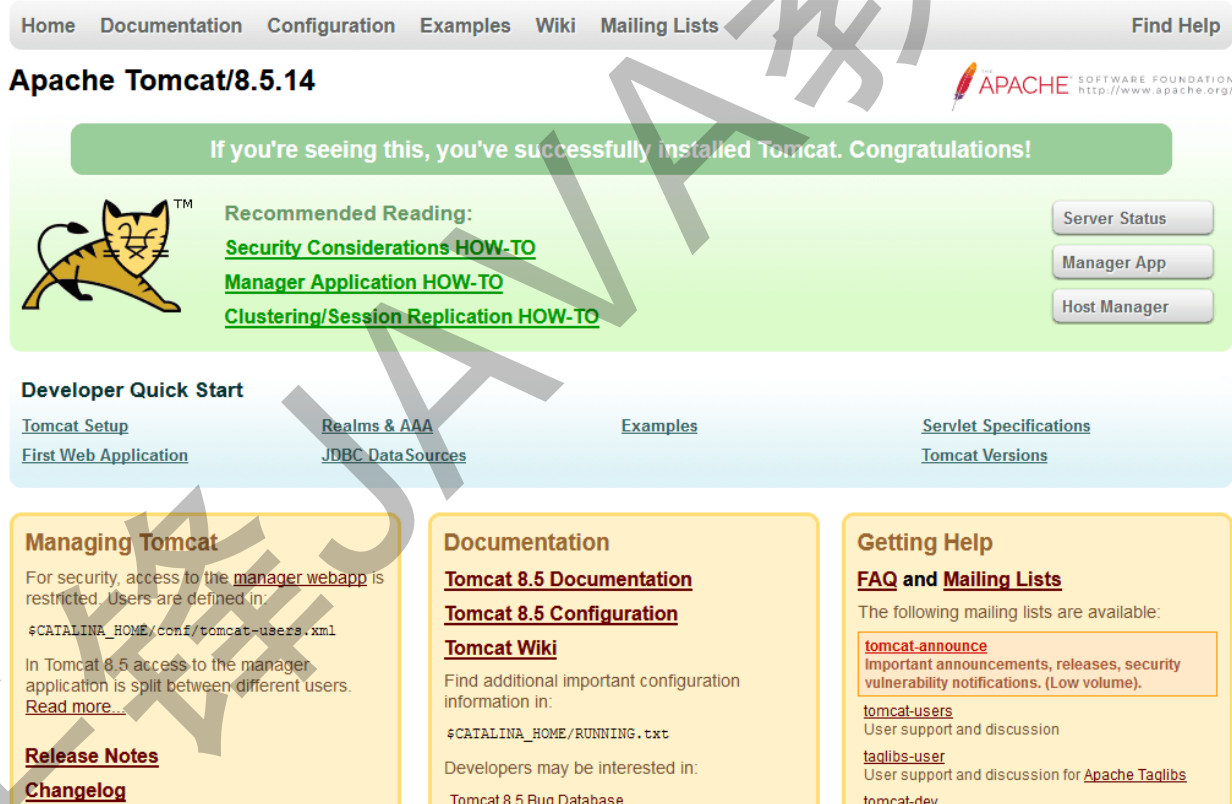 Home Documentation Configuration Examples Wiki Mailing Lists Find Help
Apache Tomcat/8.5.14
THE
APACHE SOFTWARE FOUNDATION
http://www.apache.org/
If you're seeing this, you've successfully installed Tomcat. Congratulations!
TM
Recommended Reading:
Security Considerations HOW-TO
Manager Application HOW-TO
Clustering/Session Replication HOW-TO
Server Status
Manager App
Host Manager
Developer Quick Start
Tomcat Setup
First Web Application
Realms & AAA
JDBC DataSources
Examples
Servlet Specifications
Tomcat Versions
Managing Tomcat
For security, access to the manager webapp is
restricted. Users are defined in:
$CATALINA_HOME/conf/tomcat-users.xml
In Tomcat 8.5 access to the manager
application is split between different users.
Read more...
Release Notes
Changelog
Documentation
Tomcat 8.5 Documentation
Tomcat 8.5 Configuration
Tomcat Wiki
Find additional important configuration
information in:
$CATALINA_HOME/RUNNING.txt
Developers may be interested in:
Tomcat 8.5 Bug Database
Getting Help
FAQ and Mailing Lists
The following mailing lists are available:
tomcat-announce
Important announcements, releases, security
vulnerability notifications. (Low volume).
tomcat-users
User support and discussion
taglibs-user
User support and discussion for Apache Taglibs
tomcat-dev
锋JAVA